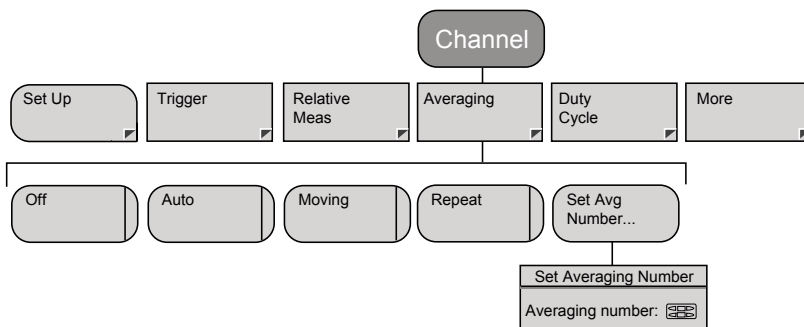 Channel
Set Up
Trigger
Relative
Meas
Averaging
Duty
Cycle
More
Off
Auto
Moving
Repeat
Set Avg
Number...
Set Averaging Number
Averaging number: